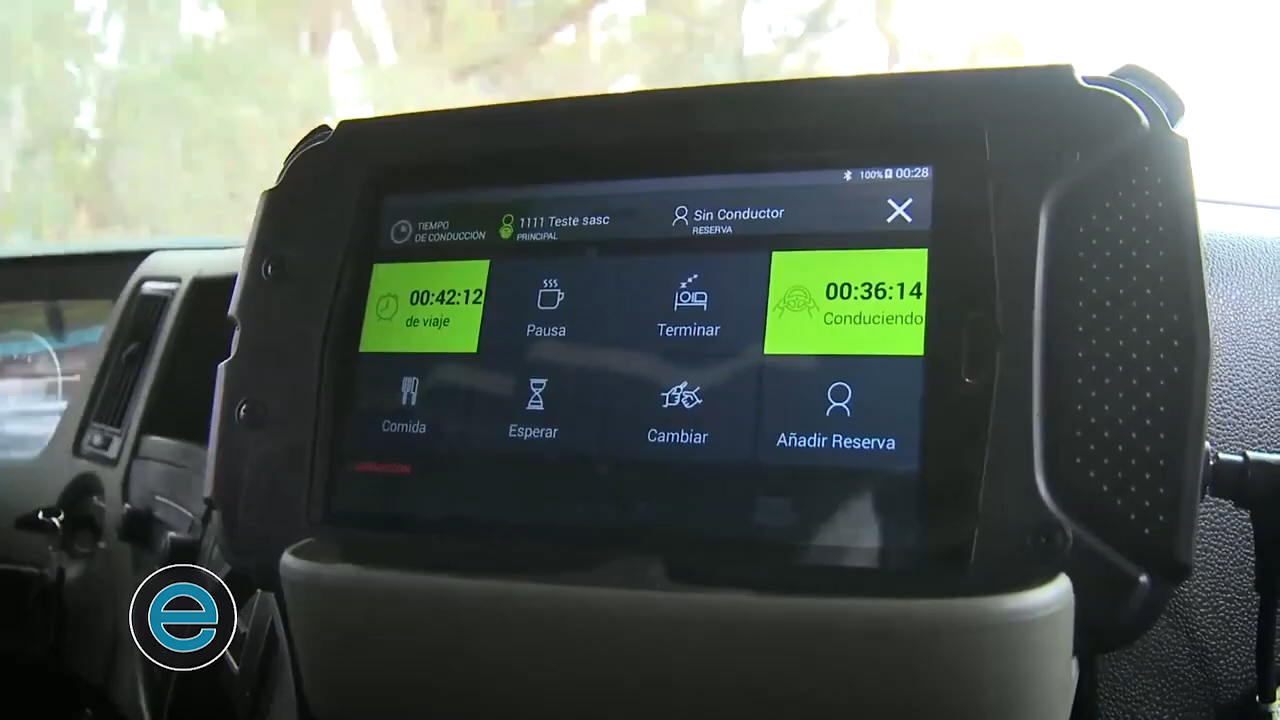 100% 00:28
TIEMPO
DE CONDUCCIÓN
1111 Teste sasc
PRINCIPAL
Sin Conductor
RESERVA
00:42:12
de viaje
Pausa
Terminar
00:36:14
Conduciendo
Comida
Esperar
Cambiar
Añadir Reserva
e